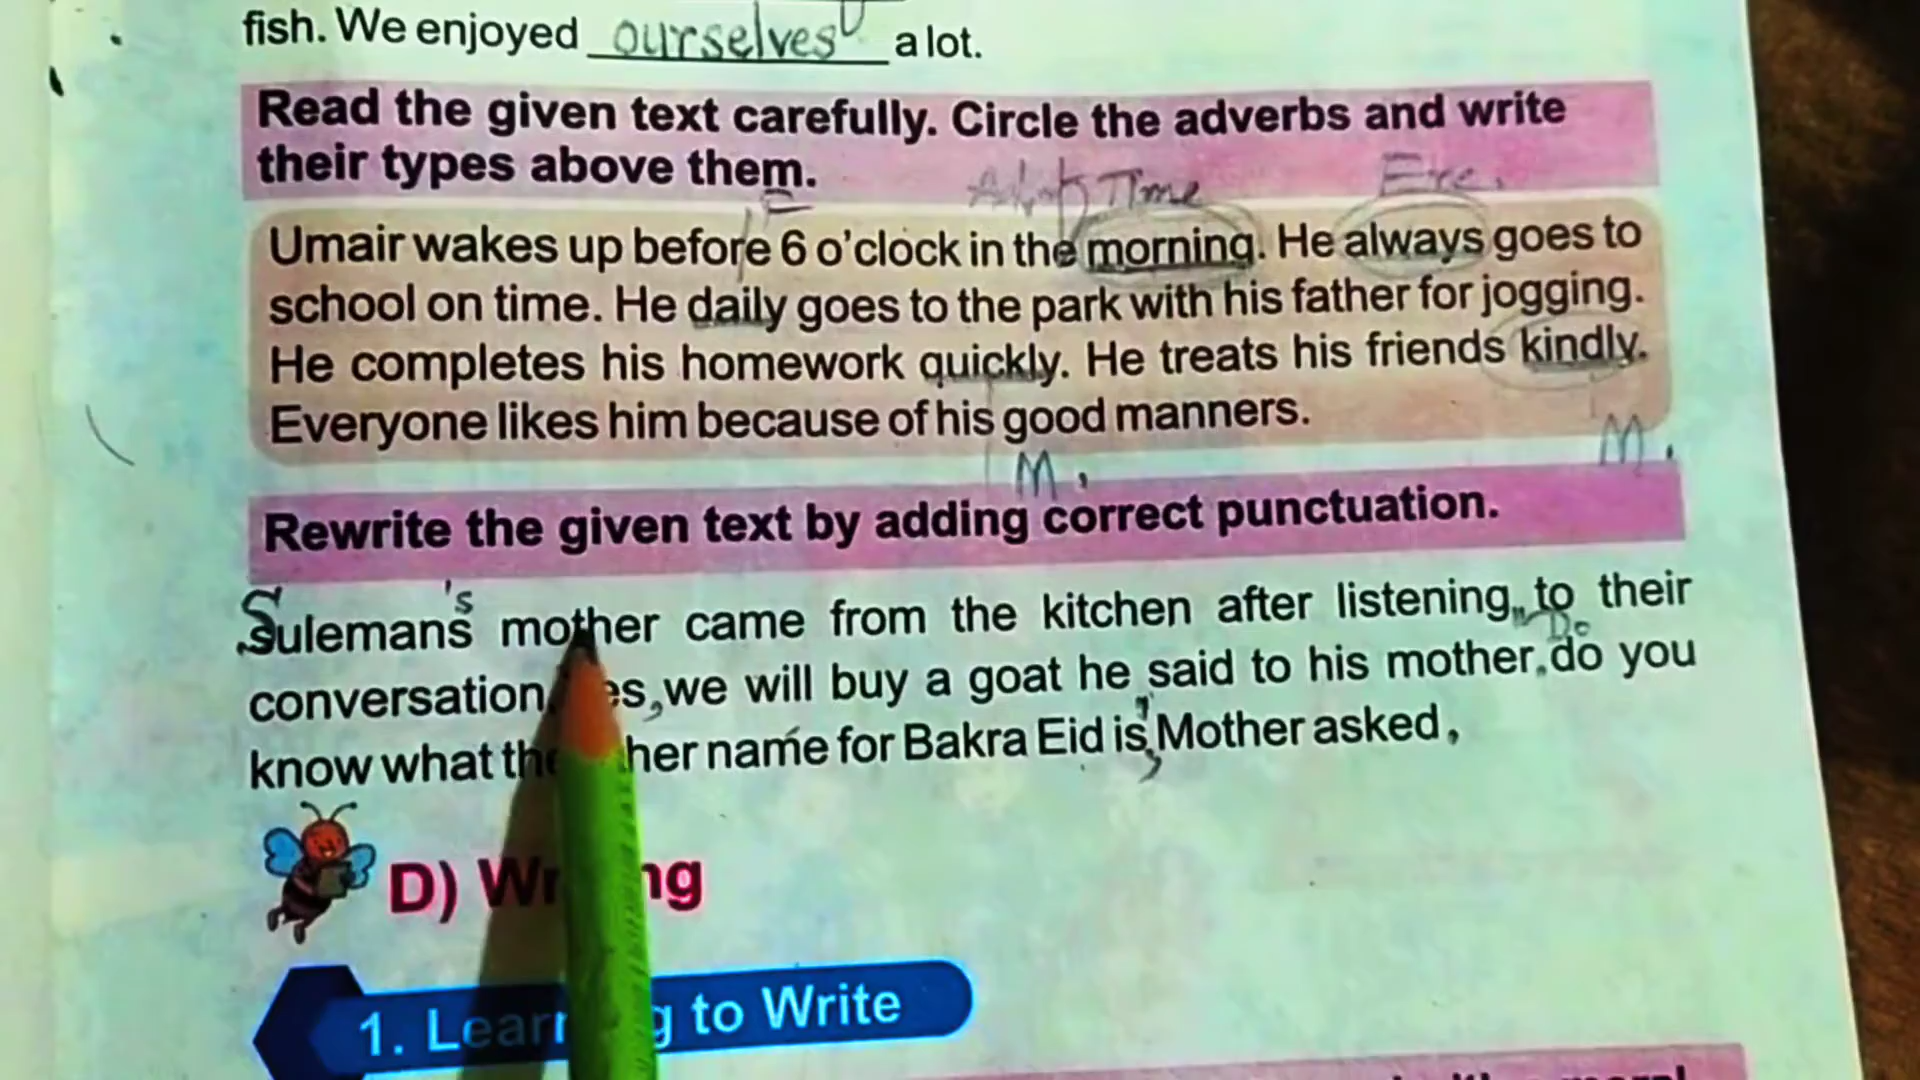 fish. We enjoyed ourselves a lot.
Read the given text carefully. Circle the adverbs and write
their types above them.
Time
Umair wakes up before 6 o'clock in the morning. He always goes to
school on time. He daily goes to the park with his father for jogging.
He completes his homework quickly. He treats his friends kindly.
Everyone likes him because of his good manners.
M.
M.
Rewrite the given text by adding correct punctuation.
S 's
sulemans mother came from the kitchen after listening to their
Do
conversation, we will buy a goat he said to his mother.do you
know what name for Bakra Eid is, Mother asked,
D)
1. to Write